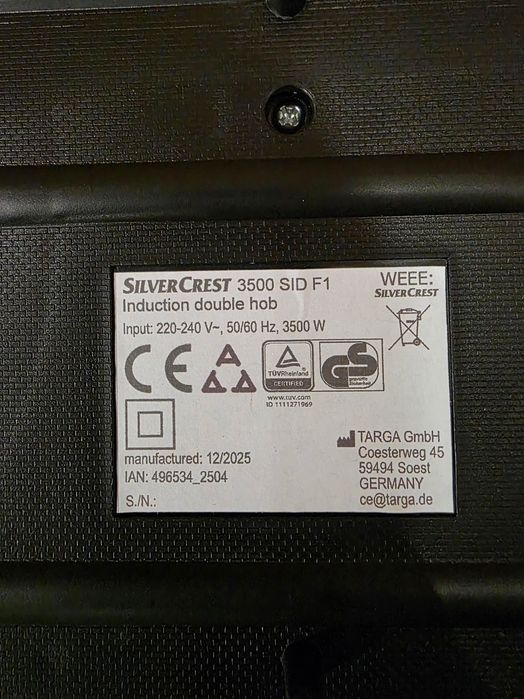 SILVERCREST 3500 SID F1
Induction double hob
Input: 220-240 V~, 50/60 Hz, 3500 W
WEEE:
SILVERCREST
CE
A
TÜVRheinland
CERTIFIED
GS
www.tuv.com
ID 1111271969
manufactured: 12/2025
IAN: 496534_2504
S./N.:
TARGA GmbH
Coesterweg 45
59494 Soest
GERMANY
ce@targa.de